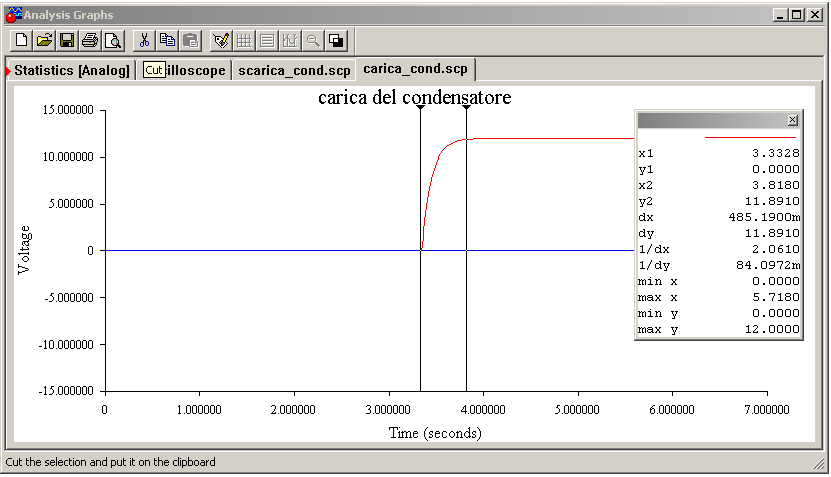 Analysis Graphs
Statistics [Analog] Cut illoscope scarica_cond.scp carica_cond.scp
carica del condensatore
15.000000
10.000000
5.000000
0
-5.000000
-10.000000
-15.000000
Voltage
0 1.000000 2.000000 3.000000 4.000000 5.000000 6.000000 7.000000
Time (seconds)
x1 3.3328
y1 0.0000
x2 3.8180
y2 11.8910
dx 485.1900m
dy 11.8910
1/dx 2.0610
1/dy 84.0972m
min x 0.0000
max x 5.7180
min y 0.0000
max y 12.0000
Cut the selection and put it on the clipboard